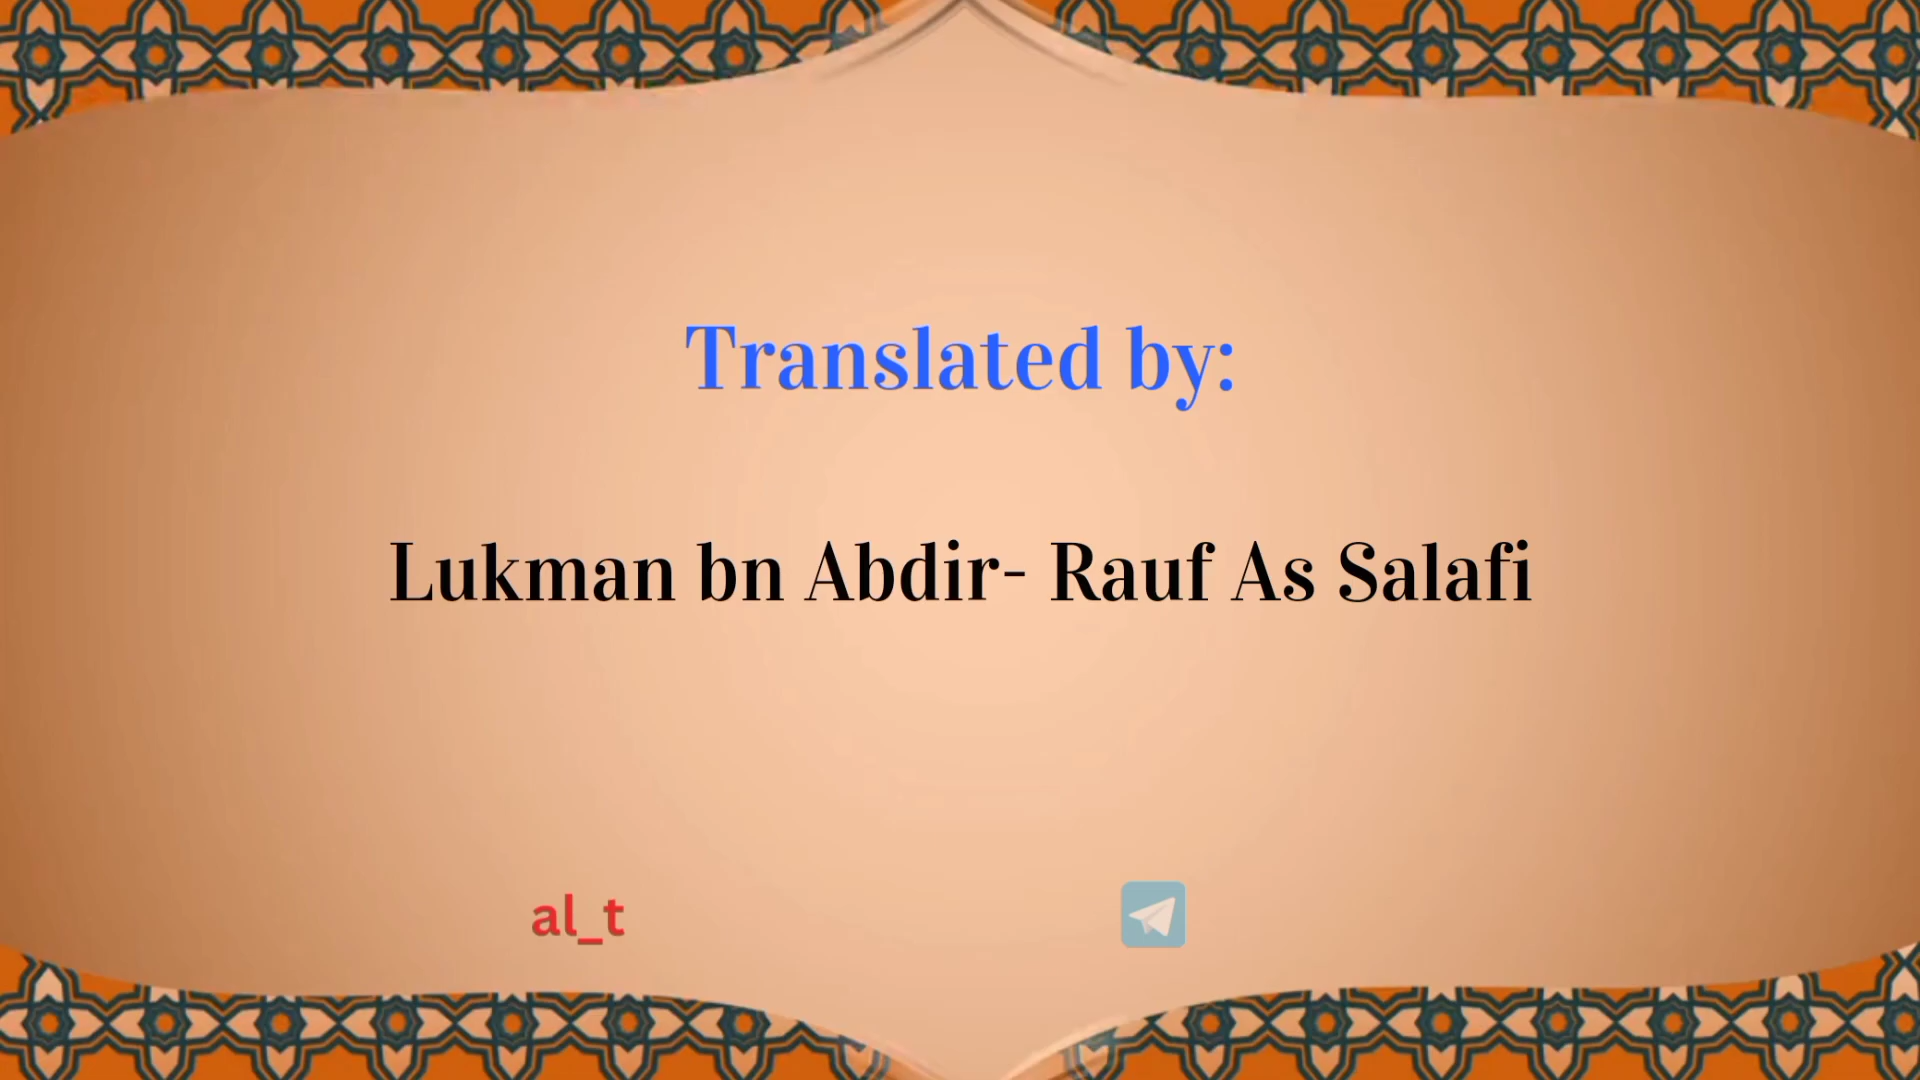 Translated by:
Lukman bn Abdir- Rauf As Salafi
al_t